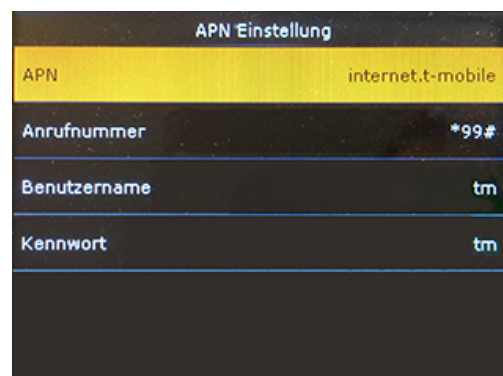 APN Einstellung
APN internet.t-mobile
Anrufnummer *99#
Benutzername tm
Kennwort tm